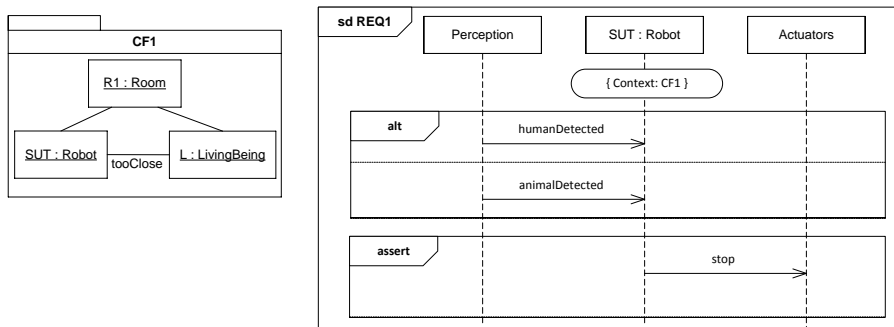 CF1
R1 : Room
SUT : Robot
L : LivingBeing
tooClose
sd REQ1
Perception
SUT : Robot
Actuators
{ Context: CF1 }
alt
humanDetected
animalDetected
assert
stop